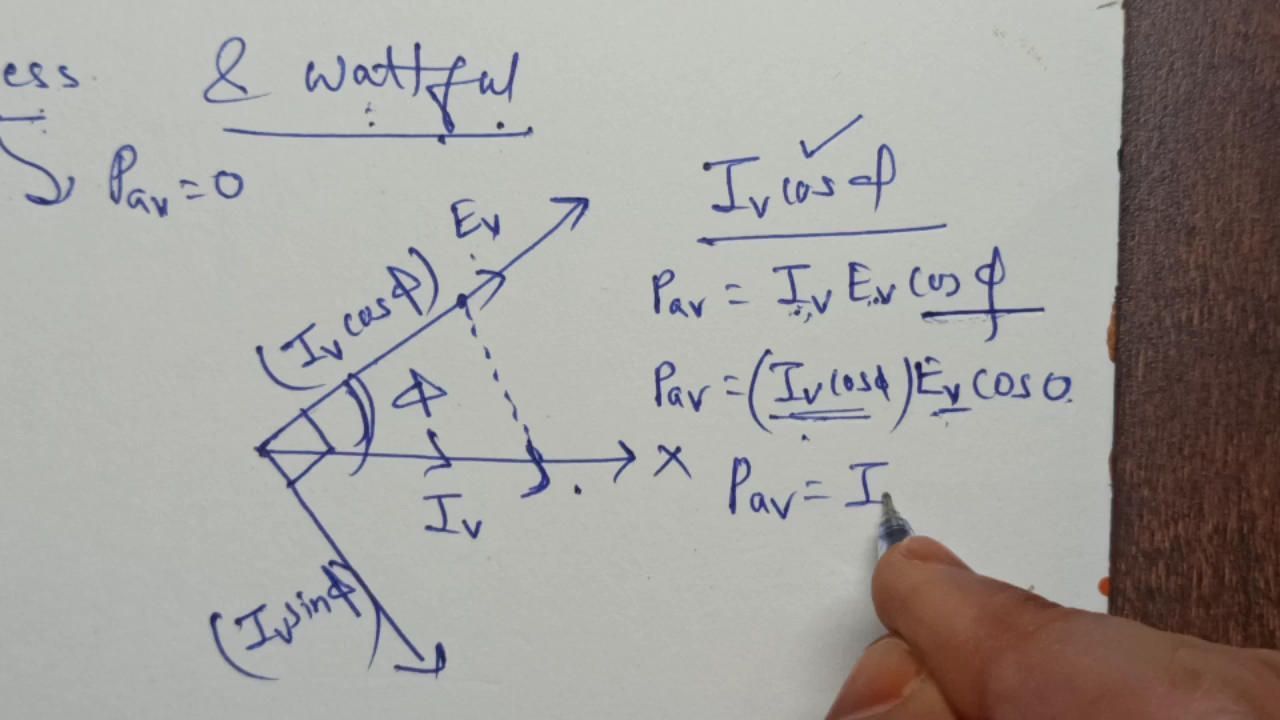 ess & wattful
Pav = 0
Iv cos ϕ
Ev
(Iv cos ϕ)
Pav = Iv Ev cos ϕ
ϕ
Pav = (Iv cos ϕ) Ev cos 0
X
Iv
Pav = I
(Iv sin ϕ)